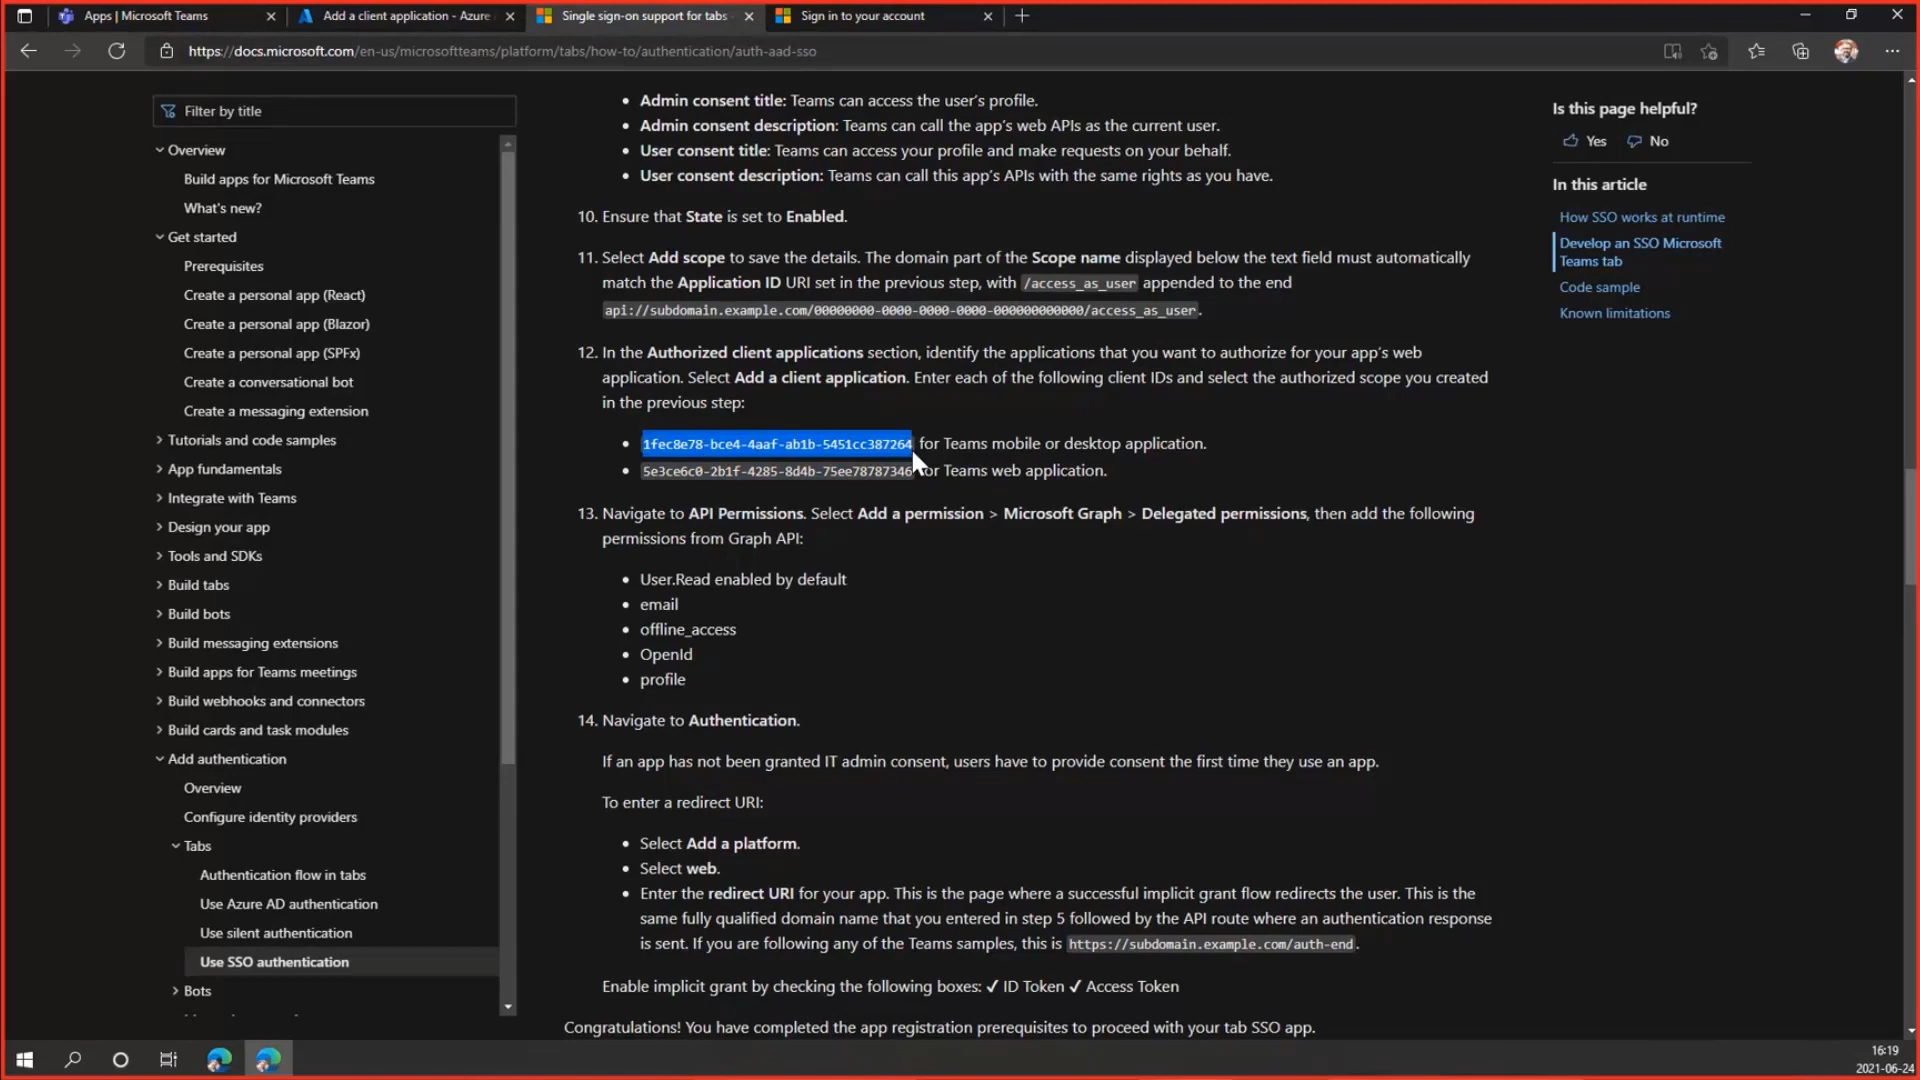 Apps | Microsoft Teams
Add a client application - Azure
Single sign-on support for tabs -
Sign in to your account
https://docs.microsoft.com/en-us/microsoftteams/platform/tabs/how-to/authentication/auth-aad-sso
Filter by title
Overview
Build apps for Microsoft Teams
What's new?
Get started
Prerequisites
Create a personal app (React)
Create a personal app (Blazor)
Create a personal app (SPFx)
Create a conversational bot
Create a messaging extension
Tutorials and code samples
App fundamentals
Integrate with Teams
Design your app
Tools and SDKs
Build tabs
Build bots
Build messaging extensions
Build apps for Teams meetings
Build webhooks and connectors
Build cards and task modules
Add authentication
Overview
Configure identity providers
Tabs
Authentication flow in tabs
Use Azure AD authentication
Use silent authentication
Use SSO authentication
Bots
• Admin consent title: Teams can access the user's profile.
• Admin consent description: Teams can call the app's web APIs as the current user.
• User consent title: Teams can access your profile and make requests on your behalf.
• User consent description: Teams can call this app's APIs with the same rights as you have.
10. Ensure that State is set to Enabled.
11. Select Add scope to save the details. The domain part of the Scope name displayed below the text field must automatically
match the Application ID URI set in the previous step, with /access_as_user appended to the end
api://subdomain.example.com/00000000-0000-0000-0000-000000000000/access_as_user.
12. In the Authorized client applications section, identify the applications that you want to authorize for your app's web
application. Select Add a client application. Enter each of the following client IDs and select the authorized scope you created
in the previous step:
• 1fec8e78-bce4-4aaf-ab1b-5451cc387264 for Teams mobile or desktop application.
• 5e3ce6c0-2b1f-4285-8d4b-75ee78787346 or Teams web application.
13. Navigate to API Permissions. Select Add a permission > Microsoft Graph > Delegated permissions, then add the following
permissions from Graph API:
• User.Read enabled by default
• email
• offline_access
• OpenId
• profile
14. Navigate to Authentication.
If an app has not been granted IT admin consent, users have to provide consent the first time they use an app.
To enter a redirect URI:
• Select Add a platform.
• Select web.
• Enter the redirect URI for your app. This is the page where a successful implicit grant flow redirects the user. This is the
same fully qualified domain name that you entered in step 5 followed by the API route where an authentication response
is sent. If you are following any of the Teams samples, this is https://subdomain.example.com/auth-end.
Enable implicit grant by checking the following boxes: ✓ ID Token ✓ Access Token
Congratulations! You have completed the app registration prerequisites to proceed with your tab SSO app.
Is this page helpful?
Yes No
In this article
How SSO works at runtime
Develop an SSO Microsoft
Teams tab
Code sample
Known limitations
16:19
2021-06-24